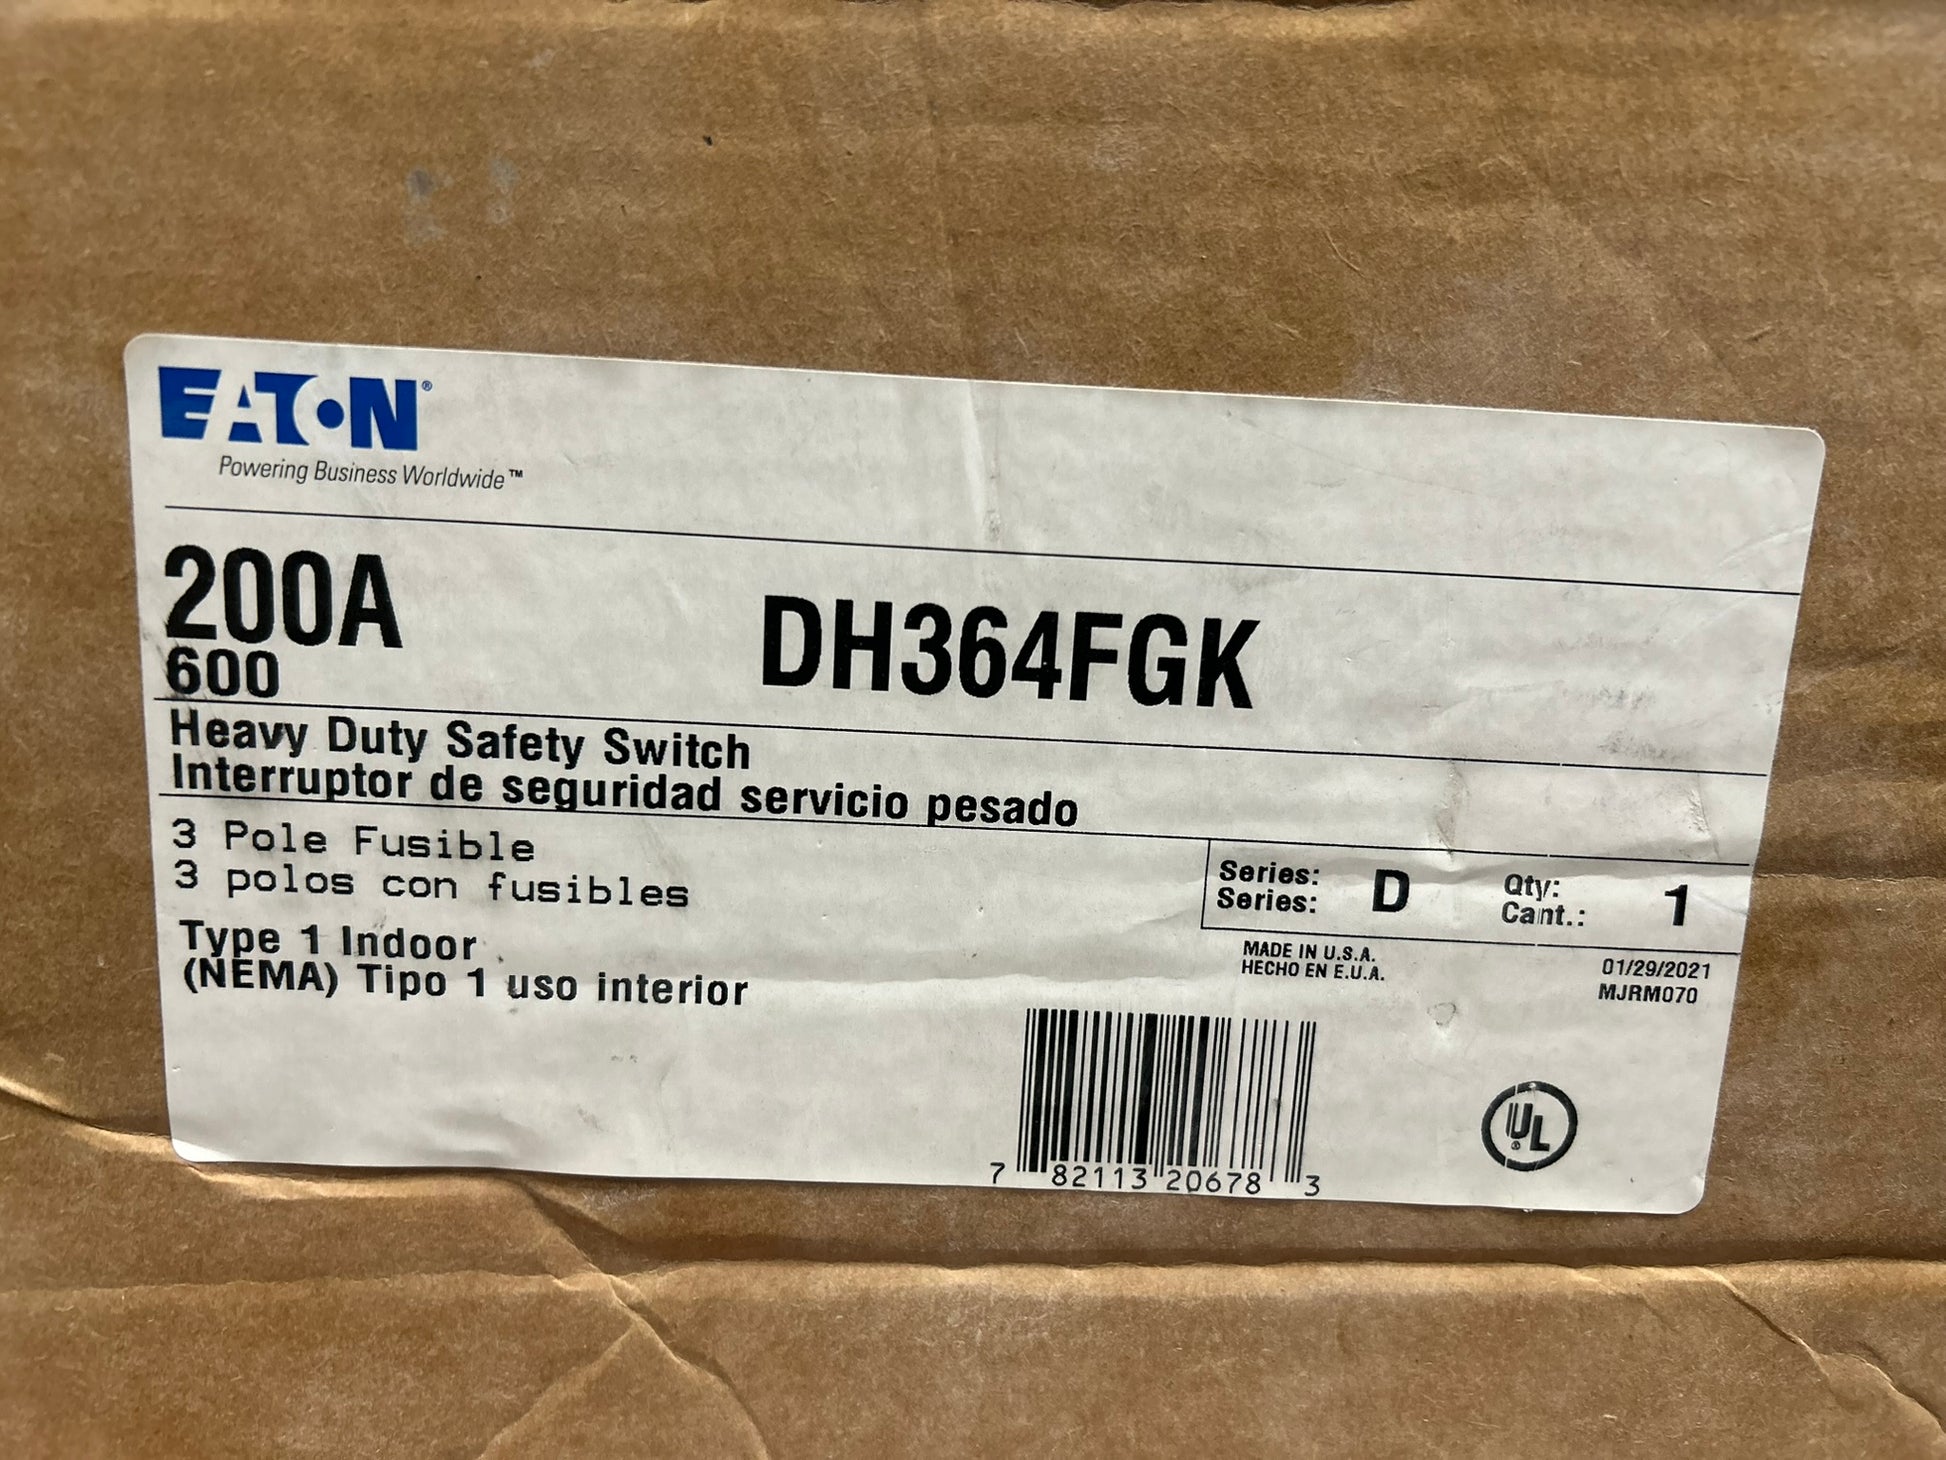 EATON®
Powering Business Worldwide™
200A
600
DH364FGK
Heavy Duty Safety Switch
Interruptor de seguridad servicio pesado
3 Pole Fusible
3 polos con fusibles
Series: D Qty: 1
Series: Cant.:
Type 1 Indoor
(NEMA) Tipo 1 uso interior
MADE IN U.S.A.
HECHO EN E.U.A.
01/29/2021
MJRM070
7 82113 20678 3
UL®